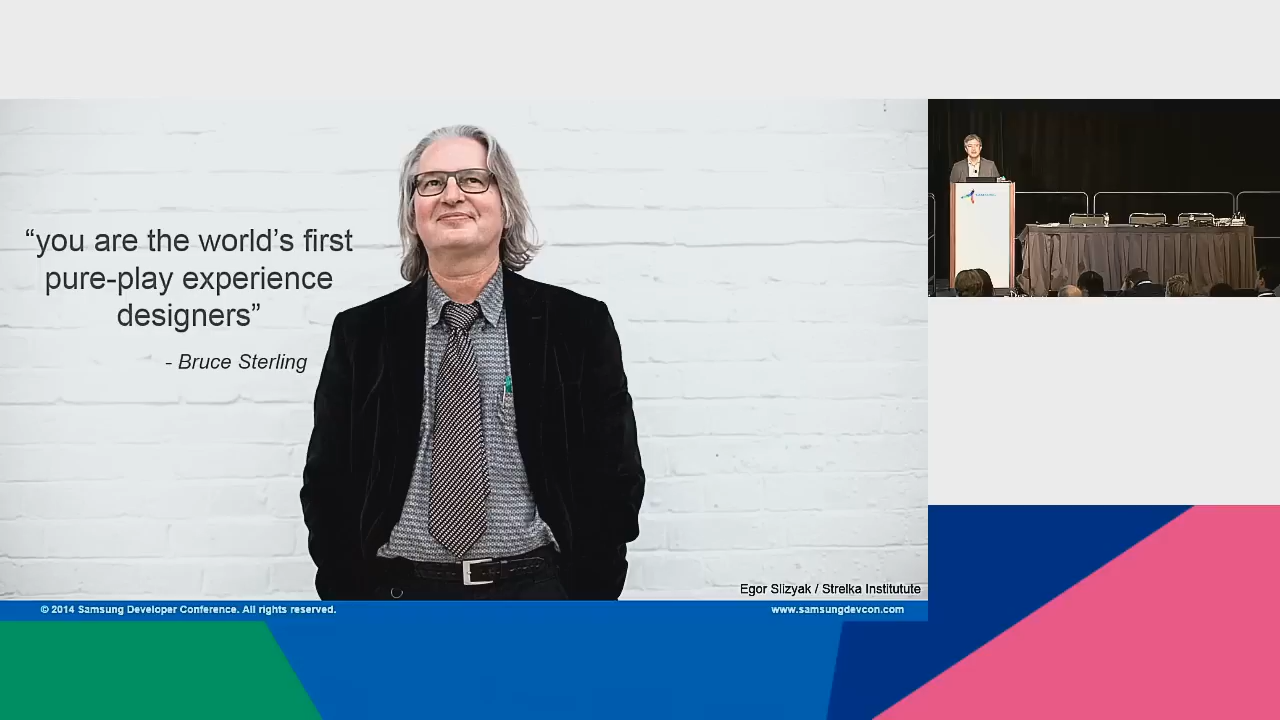 “you are the world’s first
pure-play experience
designers”
- Bruce Sterling
Egor Slizyak / Strelka Institutute
© 2014 Samsung Developer Conference. All rights reserved.
www.samsungdevcon.com